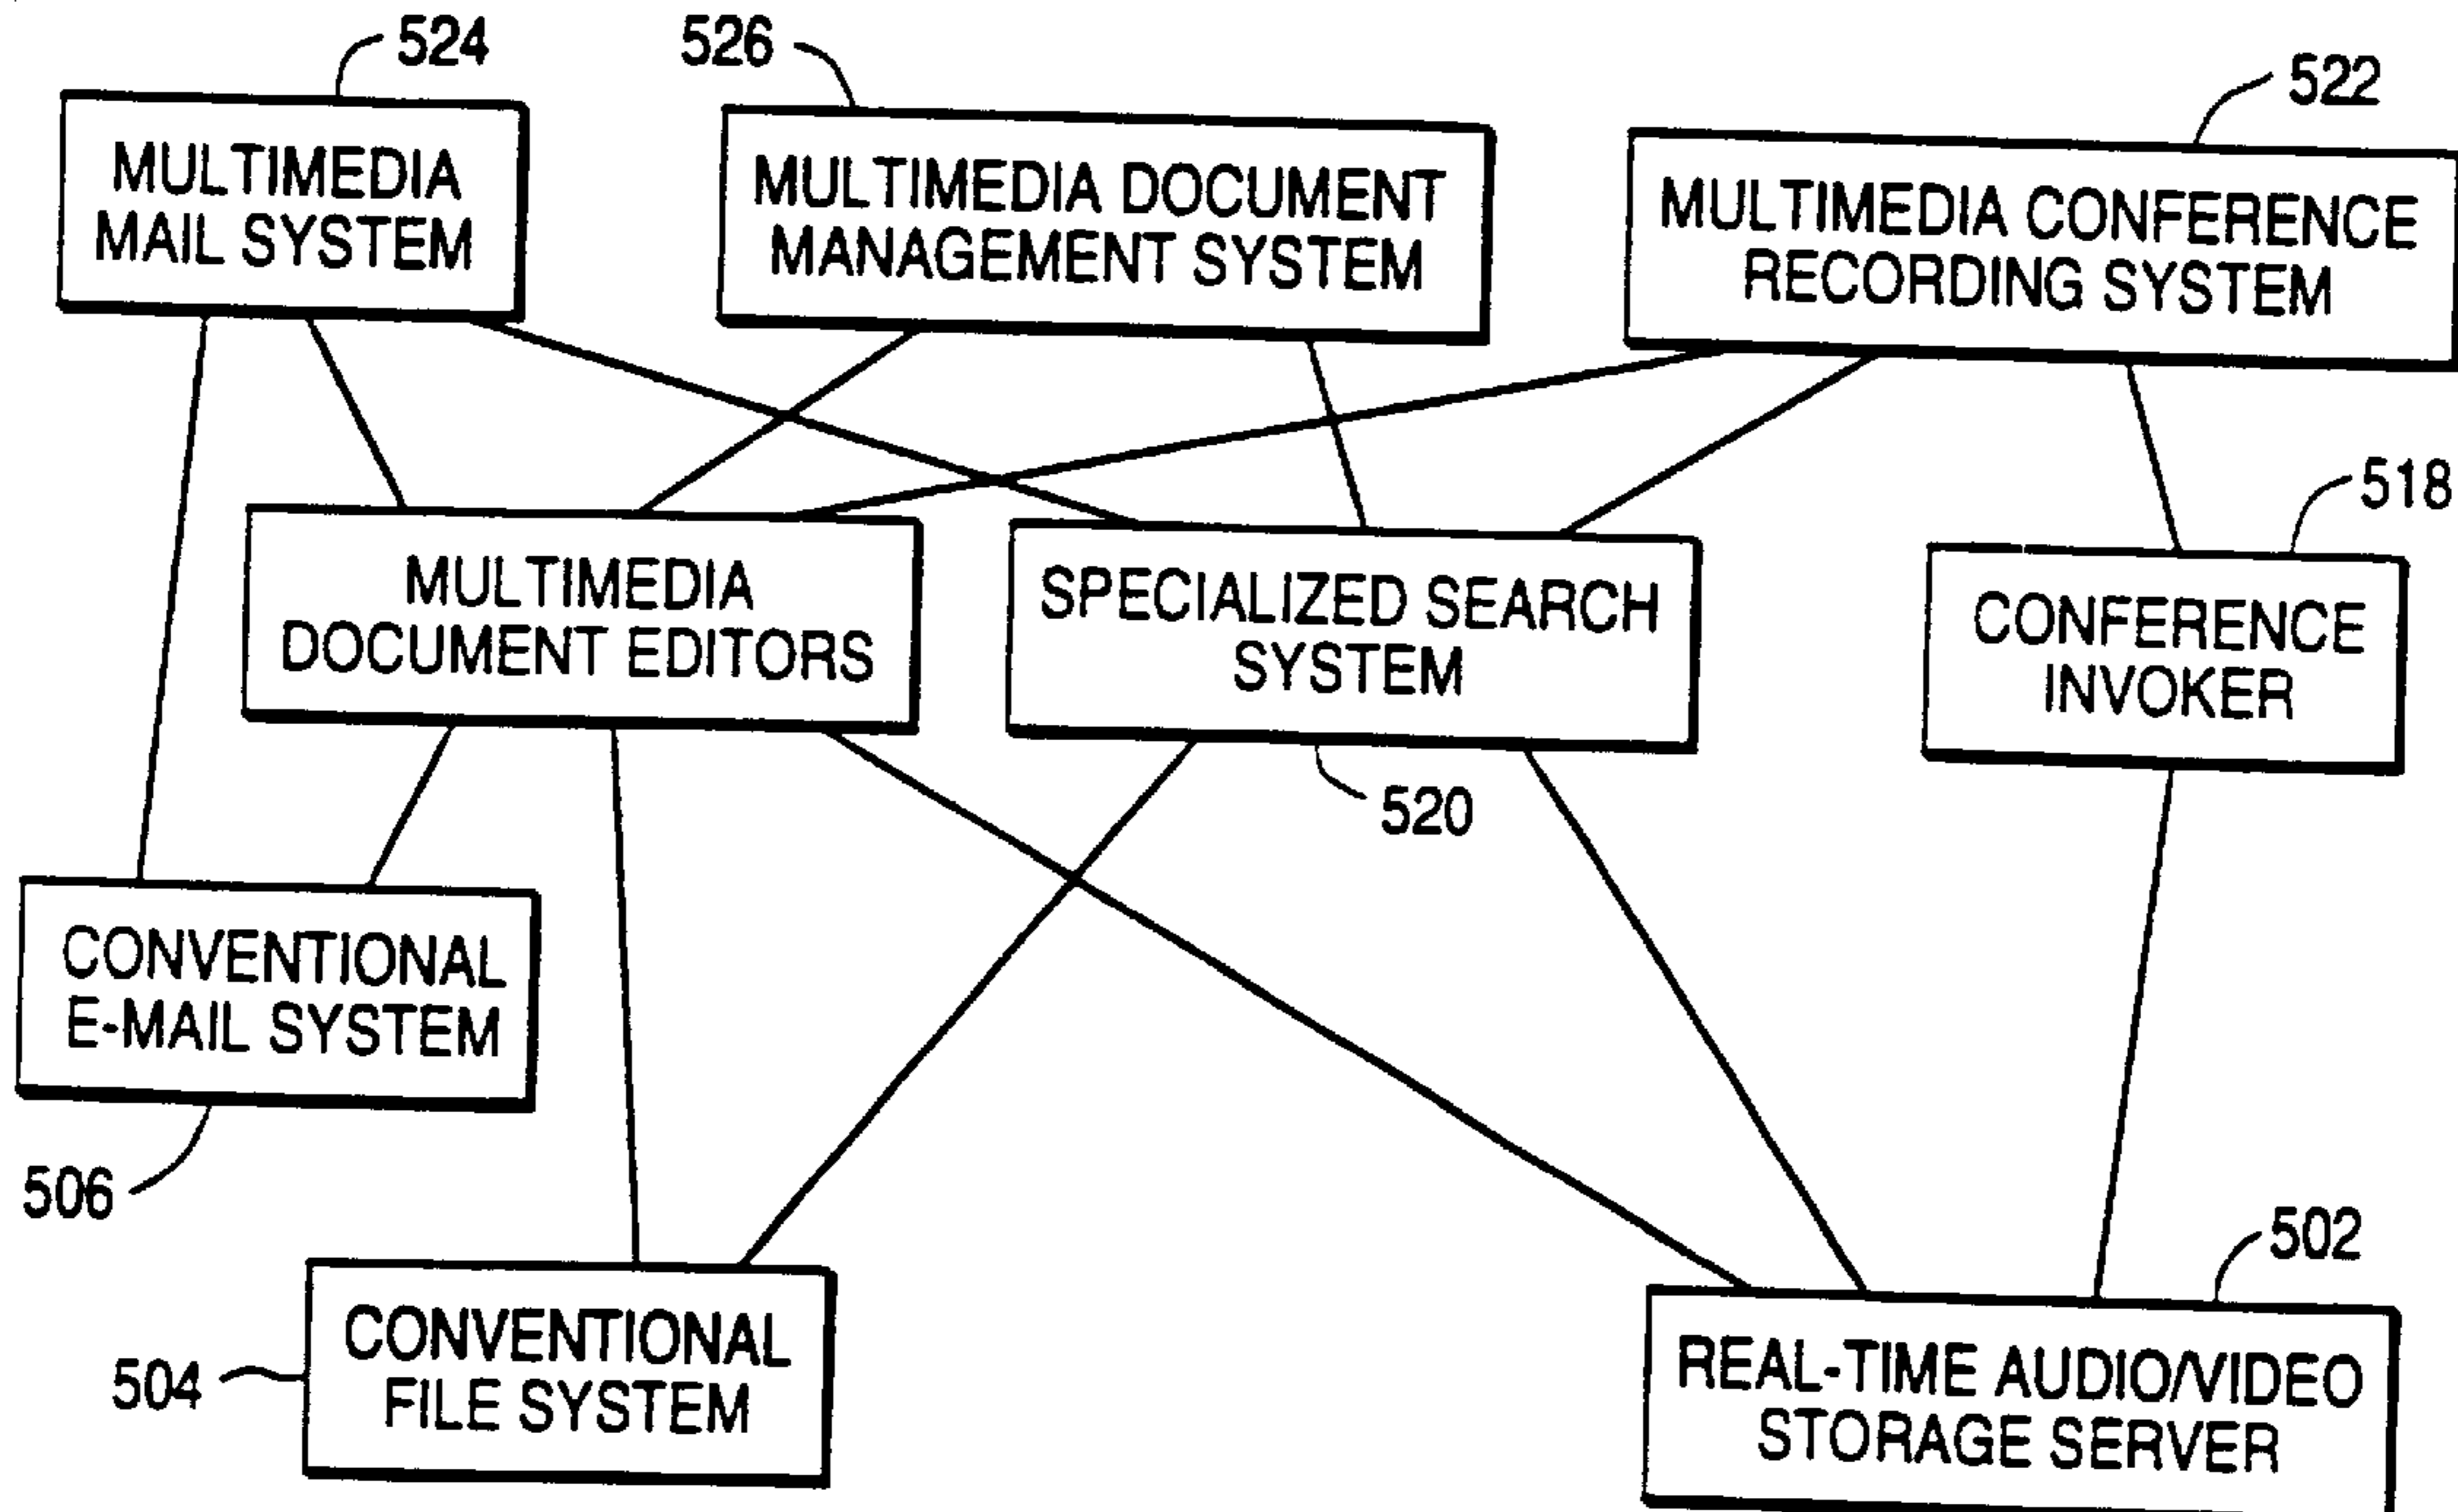 524
526
522
MULTIMEDIA
MAIL SYSTEM
MULTIMEDIA DOCUMENT
MANAGEMENT SYSTEM
MULTIMEDIA CONFERENCE
RECORDING SYSTEM
518
MULTIMEDIA
DOCUMENT EDITORS
SPECIALIZED SEARCH
SYSTEM
CONFERENCE
INVOKER
520
CONVENTIONAL
E-MAIL SYSTEM
506
502
504
CONVENTIONAL
FILE SYSTEM
REAL-TIME AUDIO/VIDEO
STORAGE SERVER